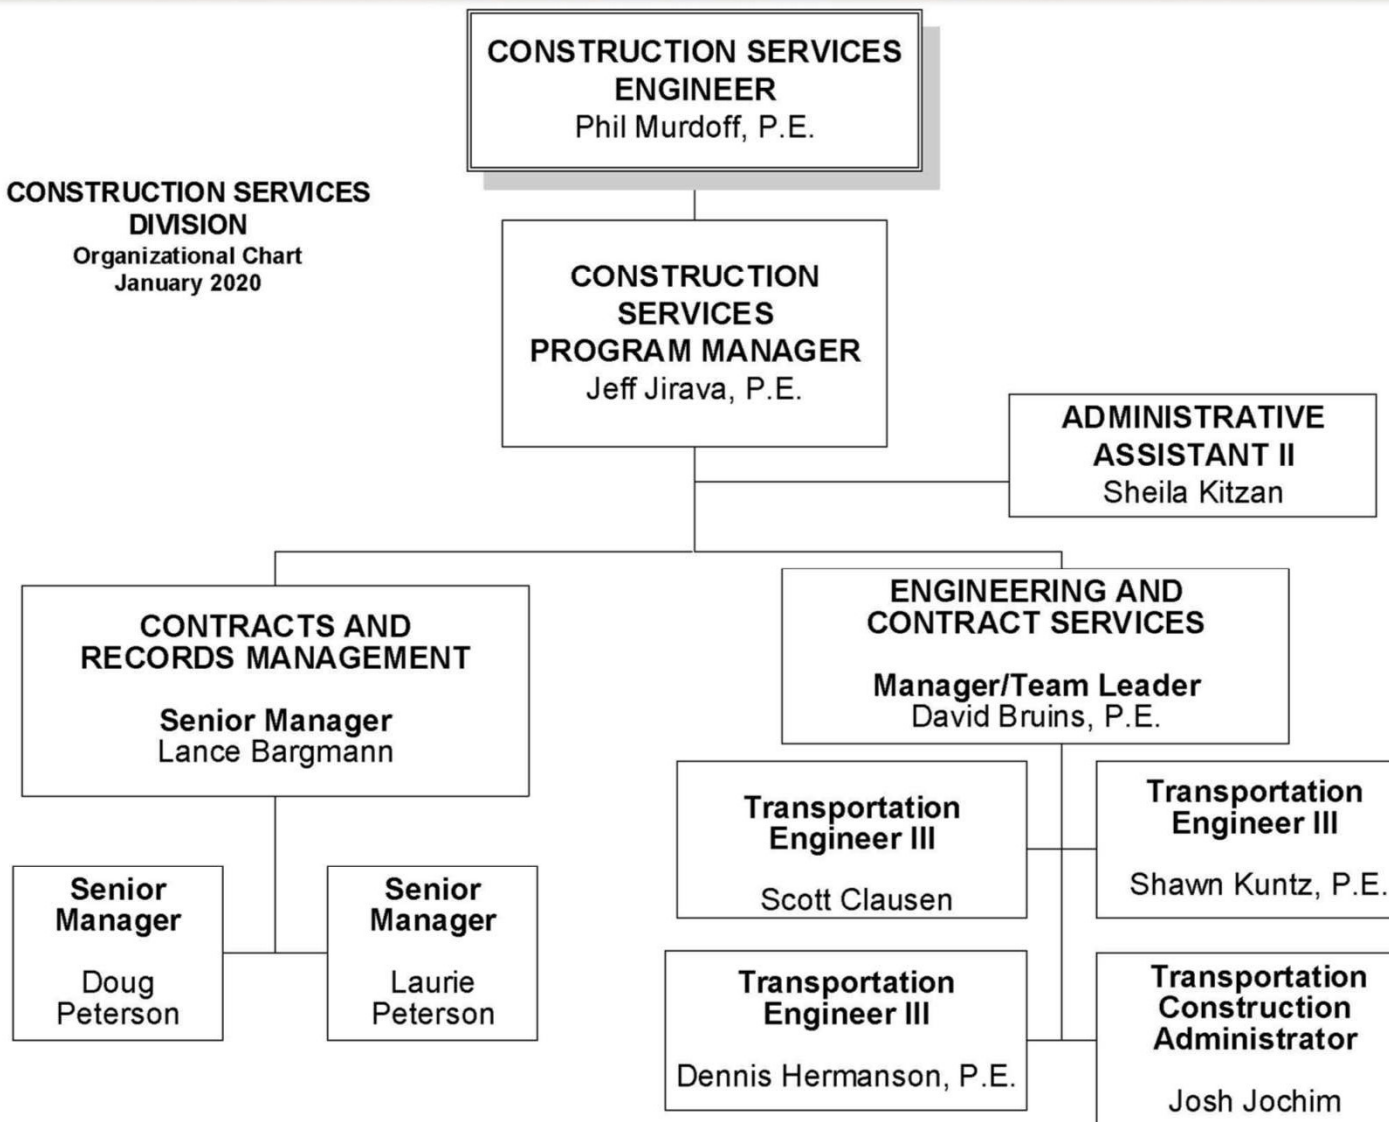 CONSTRUCTION SERVICES
ENGINEER
Phil Murdoff, P.E.
CONSTRUCTION SERVICES
DIVISION
Organizational Chart
January 2020
CONSTRUCTION
SERVICES
PROGRAM MANAGER
Jeff Jirava, P.E.
ADMINISTRATIVE
ASSISTANT II
Sheila Kitzan
CONTRACTS AND
RECORDS MANAGEMENT
Senior Manager
Lance Bargmann
ENGINEERING AND
CONTRACT SERVICES
Manager/Team Leader
David Bruins, P.E.
Senior
Manager
Doug
Peterson
Senior
Manager
Laurie
Peterson
Transportation
Engineer III
Scott Clausen
Transportation
Engineer III
Shawn Kuntz, P.E.
Transportation
Engineer III
Dennis Hermanson, P.E.
Transportation
Construction
Administrator
Josh Jochim